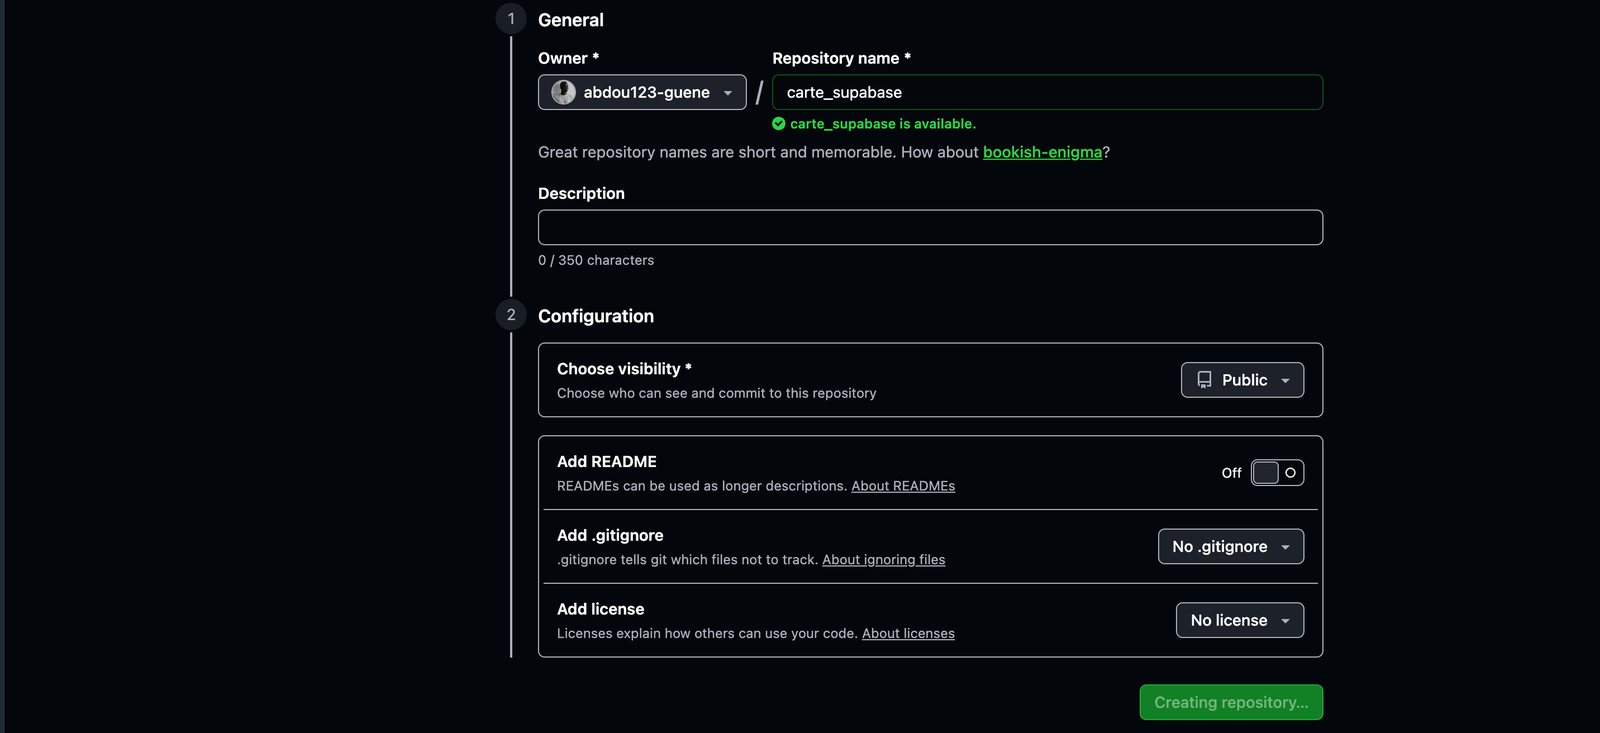 1 General
Owner * Repository name *
abdou123-guene / carte_supabase
carte_supabase is available.
Great repository names are short and memorable. How about bookish-enigma?
Description
0 / 350 characters
2 Configuration
Choose visibility *
Choose who can see and commit to this repository
Public
Add README
READMEs can be used as longer descriptions. About READMEs
Off
Add .gitignore
.gitignore tells git which files not to track. About ignoring files
No .gitignore
Add license
Licenses explain how others can use your code. About licenses
No license
Creating repository...